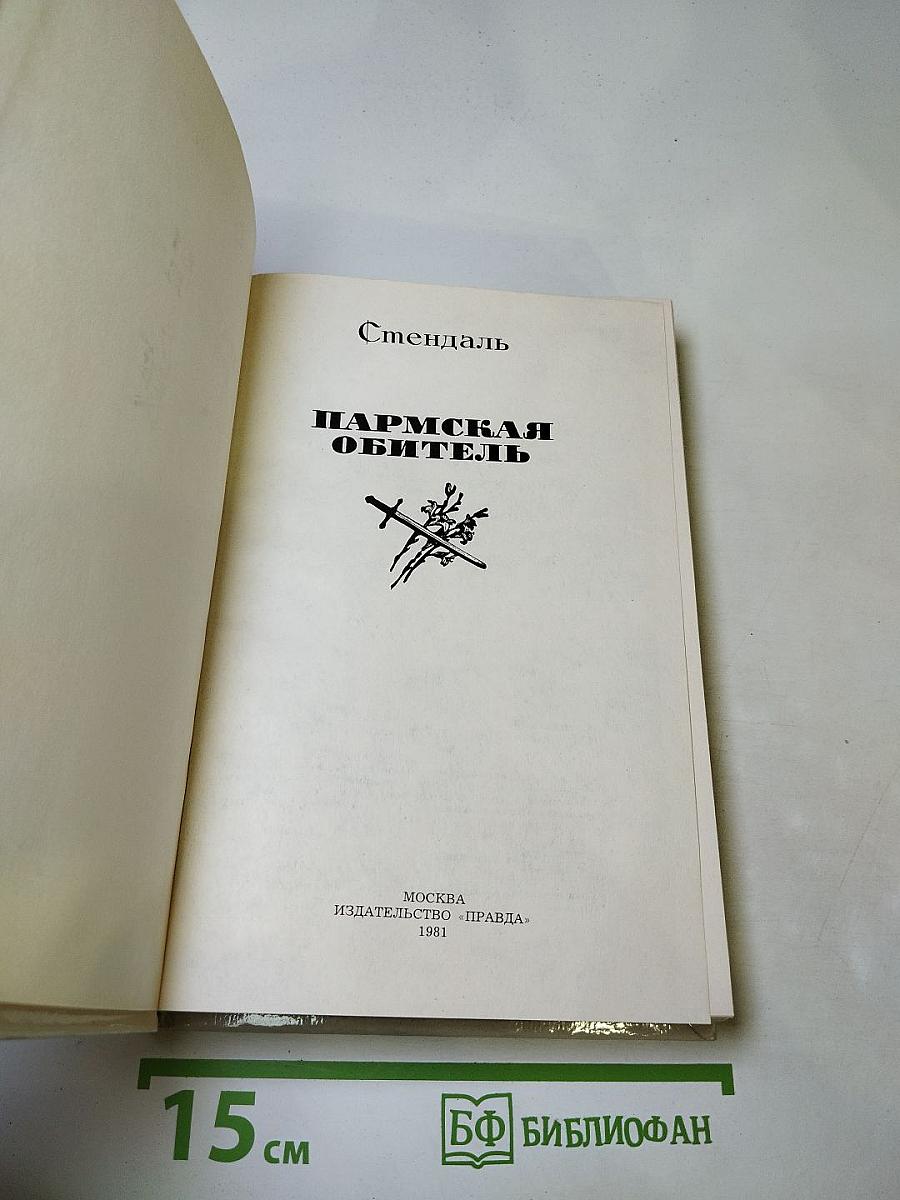 Стендаль
ПАРМСКАЯ
ОБИТЕЛЬ
МОСКВА
ИЗДАТЕЛЬСТВО «ПРАВДА»
1981
15 см
БФ БИБЛИОФАН